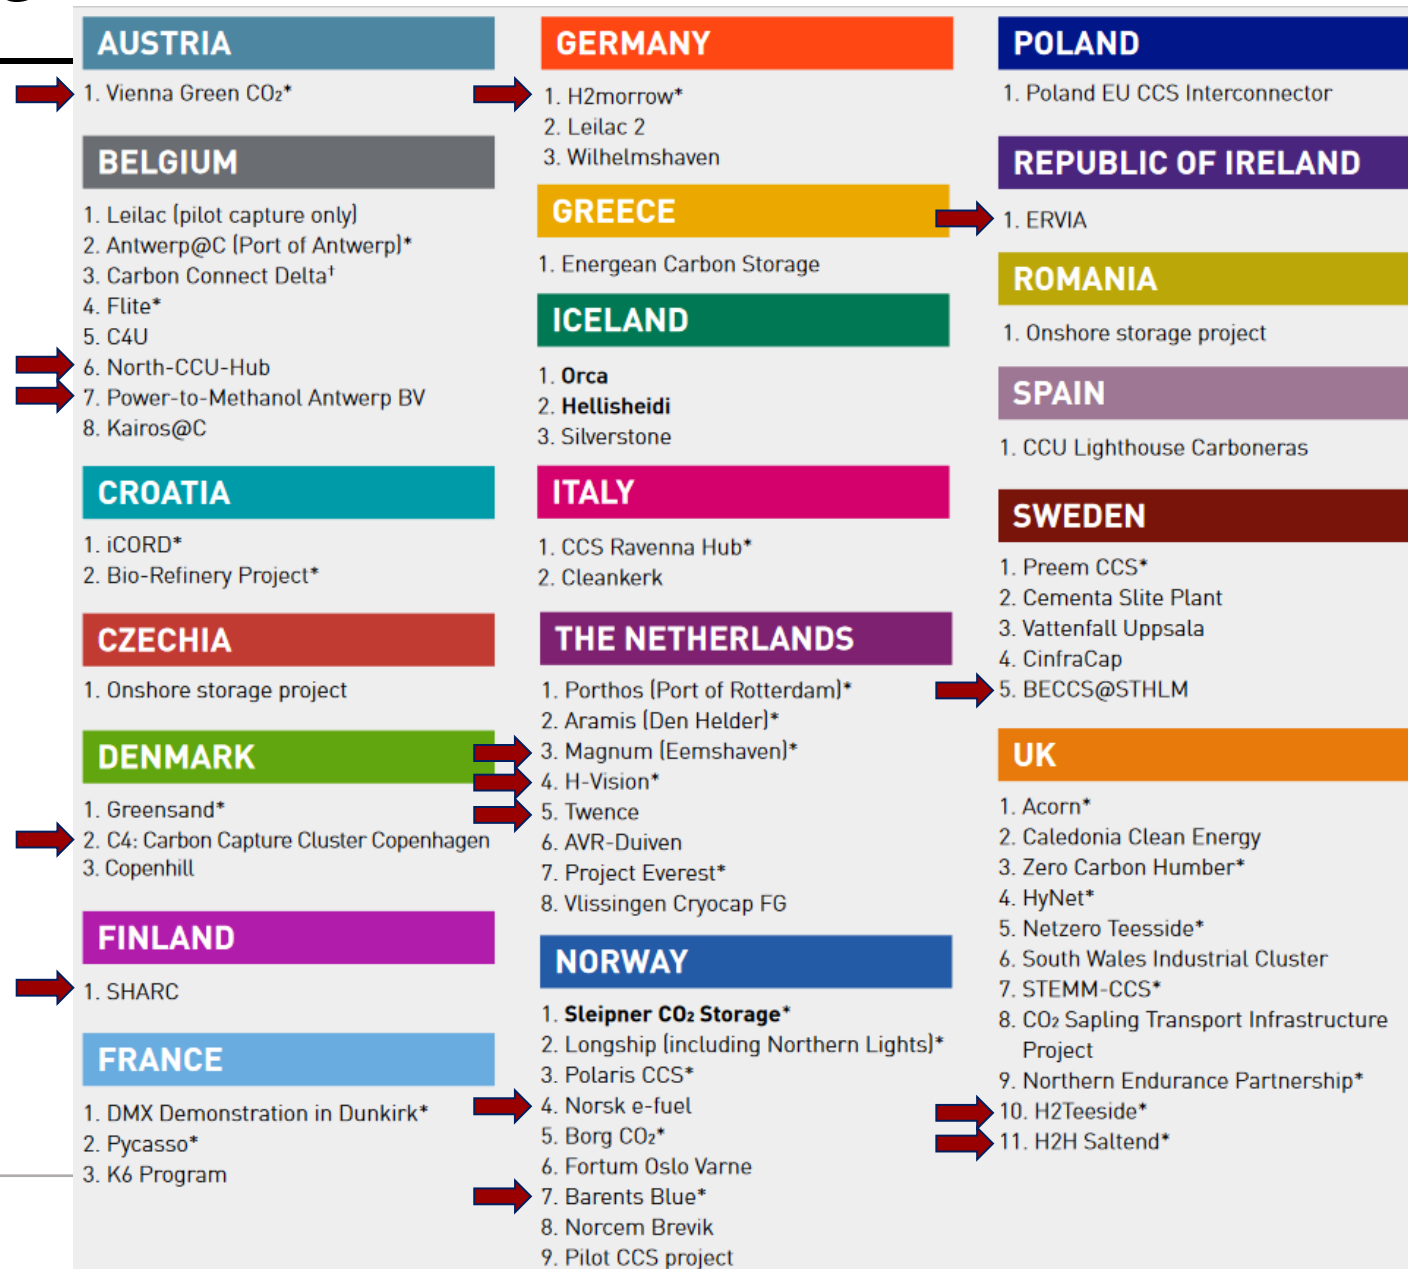 AUSTRIA
1. Vienna Green CO₂*
BELGIUM
1. Leilac (pilot capture only)
2. Antwerp@C (Port of Antwerp)*
3. Carbon Connect Delta†
4. Flite*
5. C4U
6. North-CCU-Hub
7. Power-to-Methanol Antwerp BV
8. Kairos@C
CROATIA
1. iCORD*
2. Bio-Refinery Project*
CZECHIA
1. Onshore storage project
DENMARK
1. Greensand*
2. C4: Carbon Capture Cluster Copenhagen
3. Copenhill
FINLAND
1. SHARC
FRANCE
1. DMX Demonstration in Dunkirk*
2. Pycasso*
3. K6 Program
GERMANY
1. H2morrow*
2. Leilac 2
3. Wilhelmshaven
GREECE
1. Energean Carbon Storage
ICELAND
1. Orca
2. Hellisheidi
3. Silverstone
ITALY
1. CCS Ravenna Hub*
2. Cleankerk
THE NETHERLANDS
1. Porthos (Port of Rotterdam)*
2. Aramis (Den Helder)*
3. Magnum (Eemshaven)*
4. H-Vision*
5. Twence
6. AVR-Duiven
7. Project Everest*
8. Vlissingen Cryocap FG
NORWAY
1. Sleipner CO₂ Storage*
2. Longship (including Northern Lights)*
3. Polaris CCS*
4. Norsk e-fuel
5. Borg CO₂*
6. Fortum Oslo Varne
7. Barents Blue*
8. Norcem Brevik
9. Pilot CCS project
POLAND
1. Poland EU CCS Interconnector
REPUBLIC OF IRELAND
1. ERVIA
ROMANIA
1. Onshore storage project
SPAIN
1. CCU Lighthouse Carboneras
SWEDEN
1. Preem CCS*
2. Cementa Slite Plant
3. Vattenfall Uppsala
4. CinfraCap
5. BECCS@STHLM
UK
1. Acorn*
2. Caledonia Clean Energy
3. Zero Carbon Humber*
4. HyNet*
5. Netzero Teesside*
6. South Wales Industrial Cluster
7. STEMM-CCS*
8. CO₂ Sapling Transport Infrastructure
Project
9. Northern Endurance Partnership*
10. H2Teeside*
11. H2H Saltend*